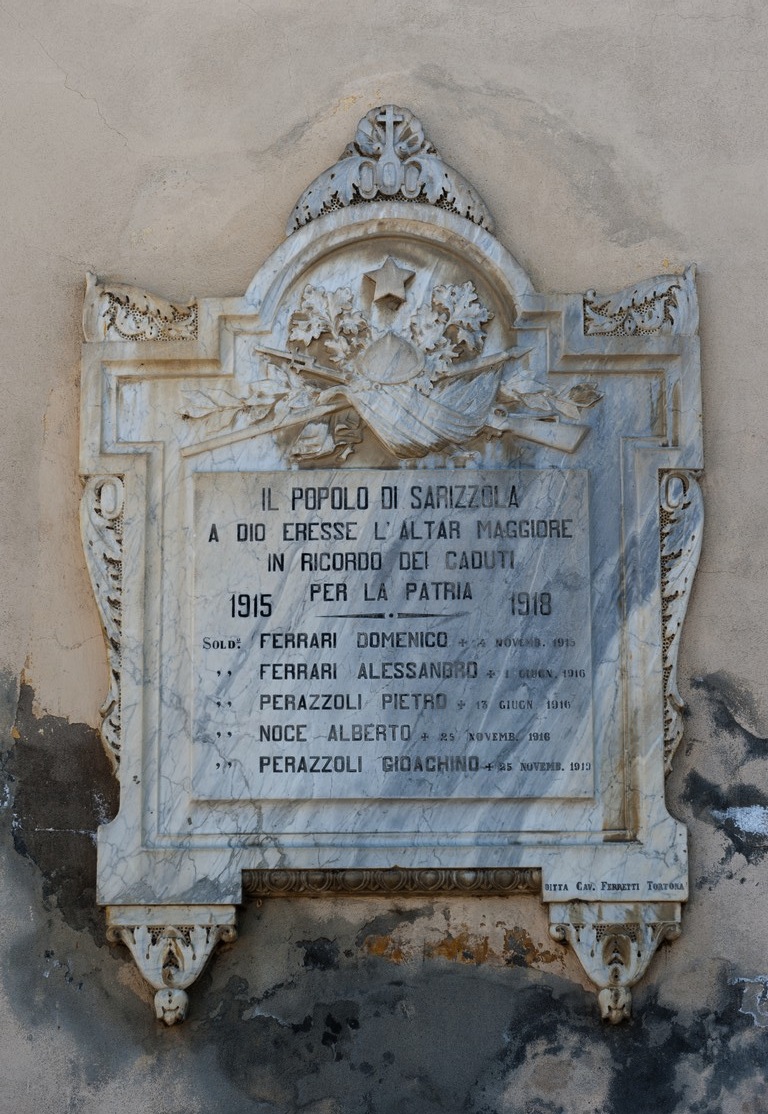 IL POPOLO DI SARIZZOLA
A DIO ERESSE L'ALTAR MAGGIORE
IN RICORDO DEI CADUTI
PER LA PATRIA
1915 1918
SOLD. FERRARI DOMENICO + 4 NOVEMB. 1915
,, FERRARI ALESSANDRO + 1 GIUGN. 1916
,, PERAZZOLI PIETRO + 13 GIUGN 1916
,, NOCE ALBERTO + 25 NOVEMB. 1916
,, PERAZZOLI GIOACHINO + 25 NOVEMB. 1919
DITTA CAV. FERRETTI TORTONA